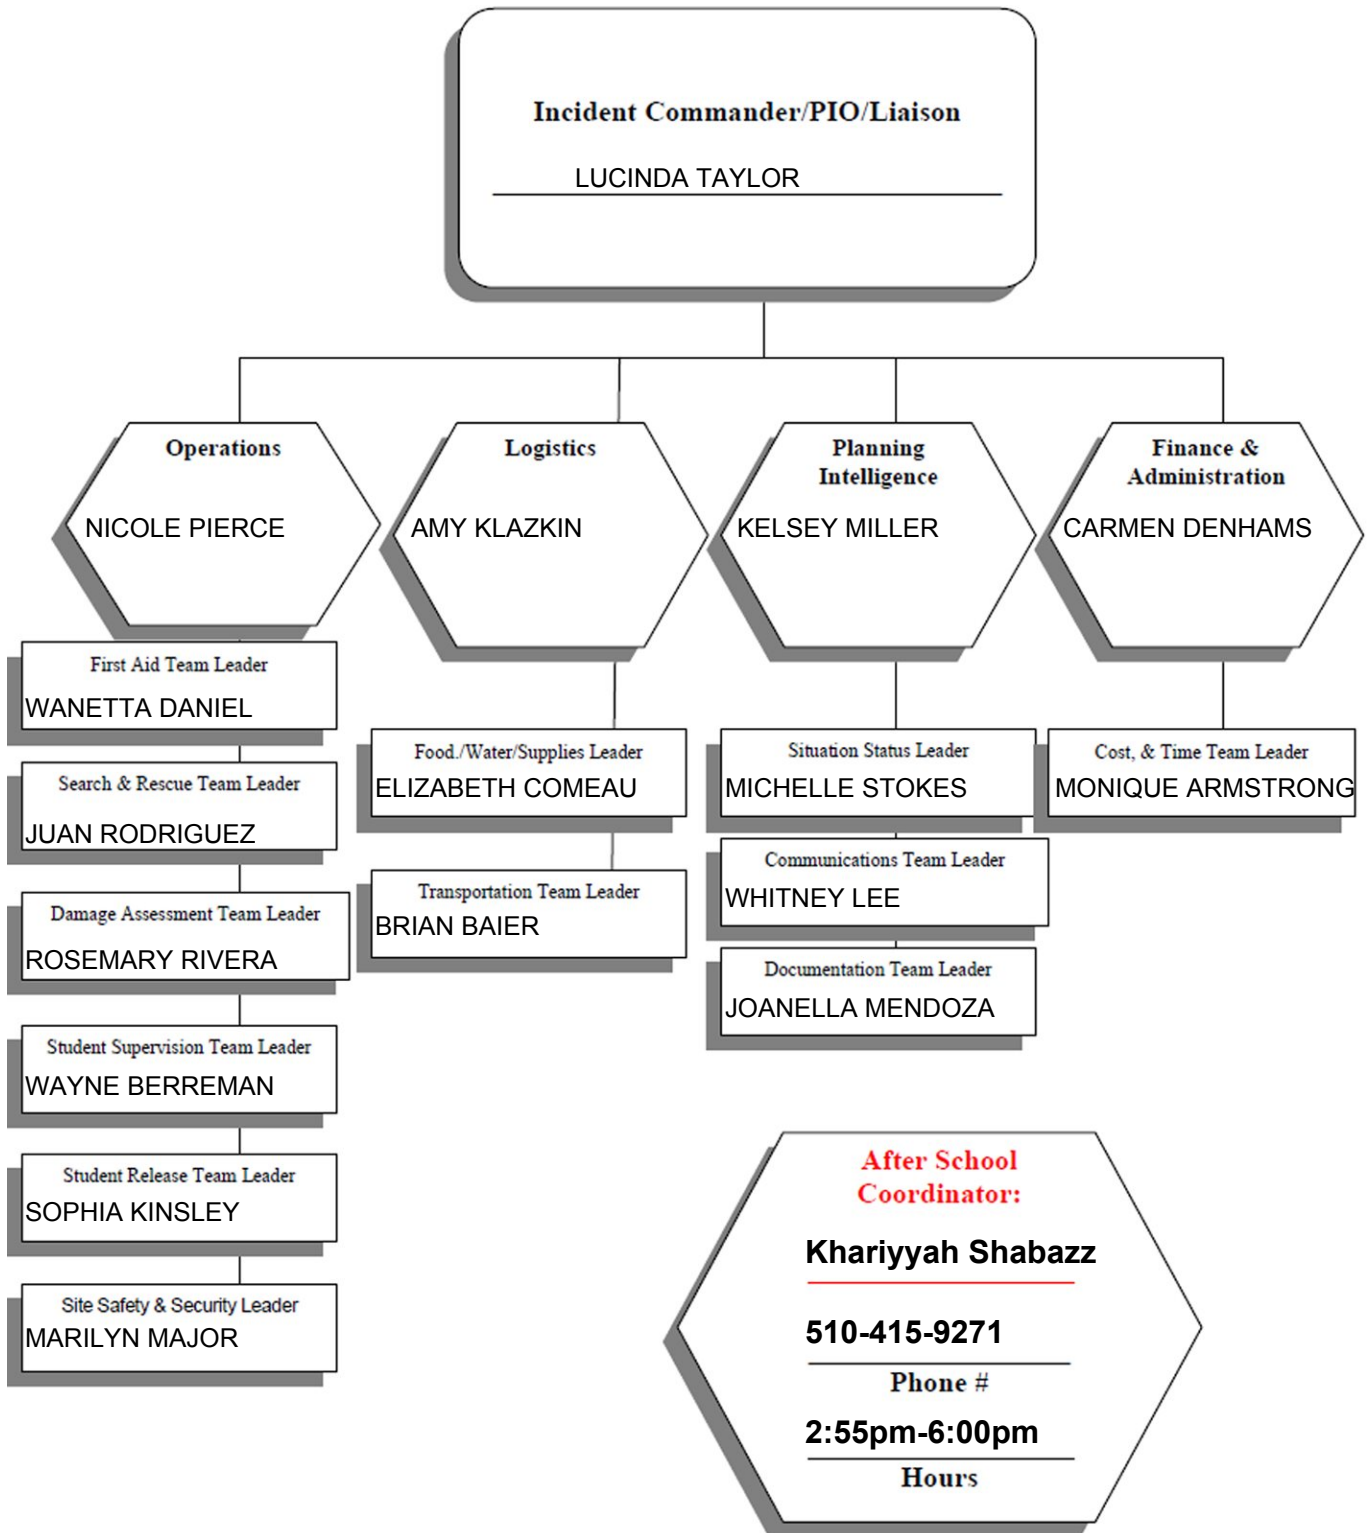 Incident Commander/PIO/Liaison
LUCINDA TAYLOR
Operations
NICOLE PIERCE
Logistics
AMY KLAZKIN
Planning
Intelligence
KELSEY MILLER
Finance &
Administration
CARMEN DENHAMS
First Aid Team Leader
WANETTA DANIEL
Search & Rescue Team Leader
JUAN RODRIGUEZ
Damage Assessment Team Leader
ROSEMARY RIVERA
Student Supervision Team Leader
WAYNE BERREMAN
Student Release Team Leader
SOPHIA KINSLEY
Site Safety & Security Leader
MARILYN MAJOR
Food./Water/Supplies Leader
ELIZABETH COMEAU
Transportation Team Leader
BRIAN BAIER
Situation Status Leader
MICHELLE STOKES
Communications Team Leader
WHITNEY LEE
Documentation Team Leader
JOANELLA MENDOZA
Cost, & Time Team Leader
MONIQUE ARMSTRONG
After School
Coordinator:
Khariyyah Shabazz
510-415-9271
Phone #
2:55pm-6:00pm
Hours